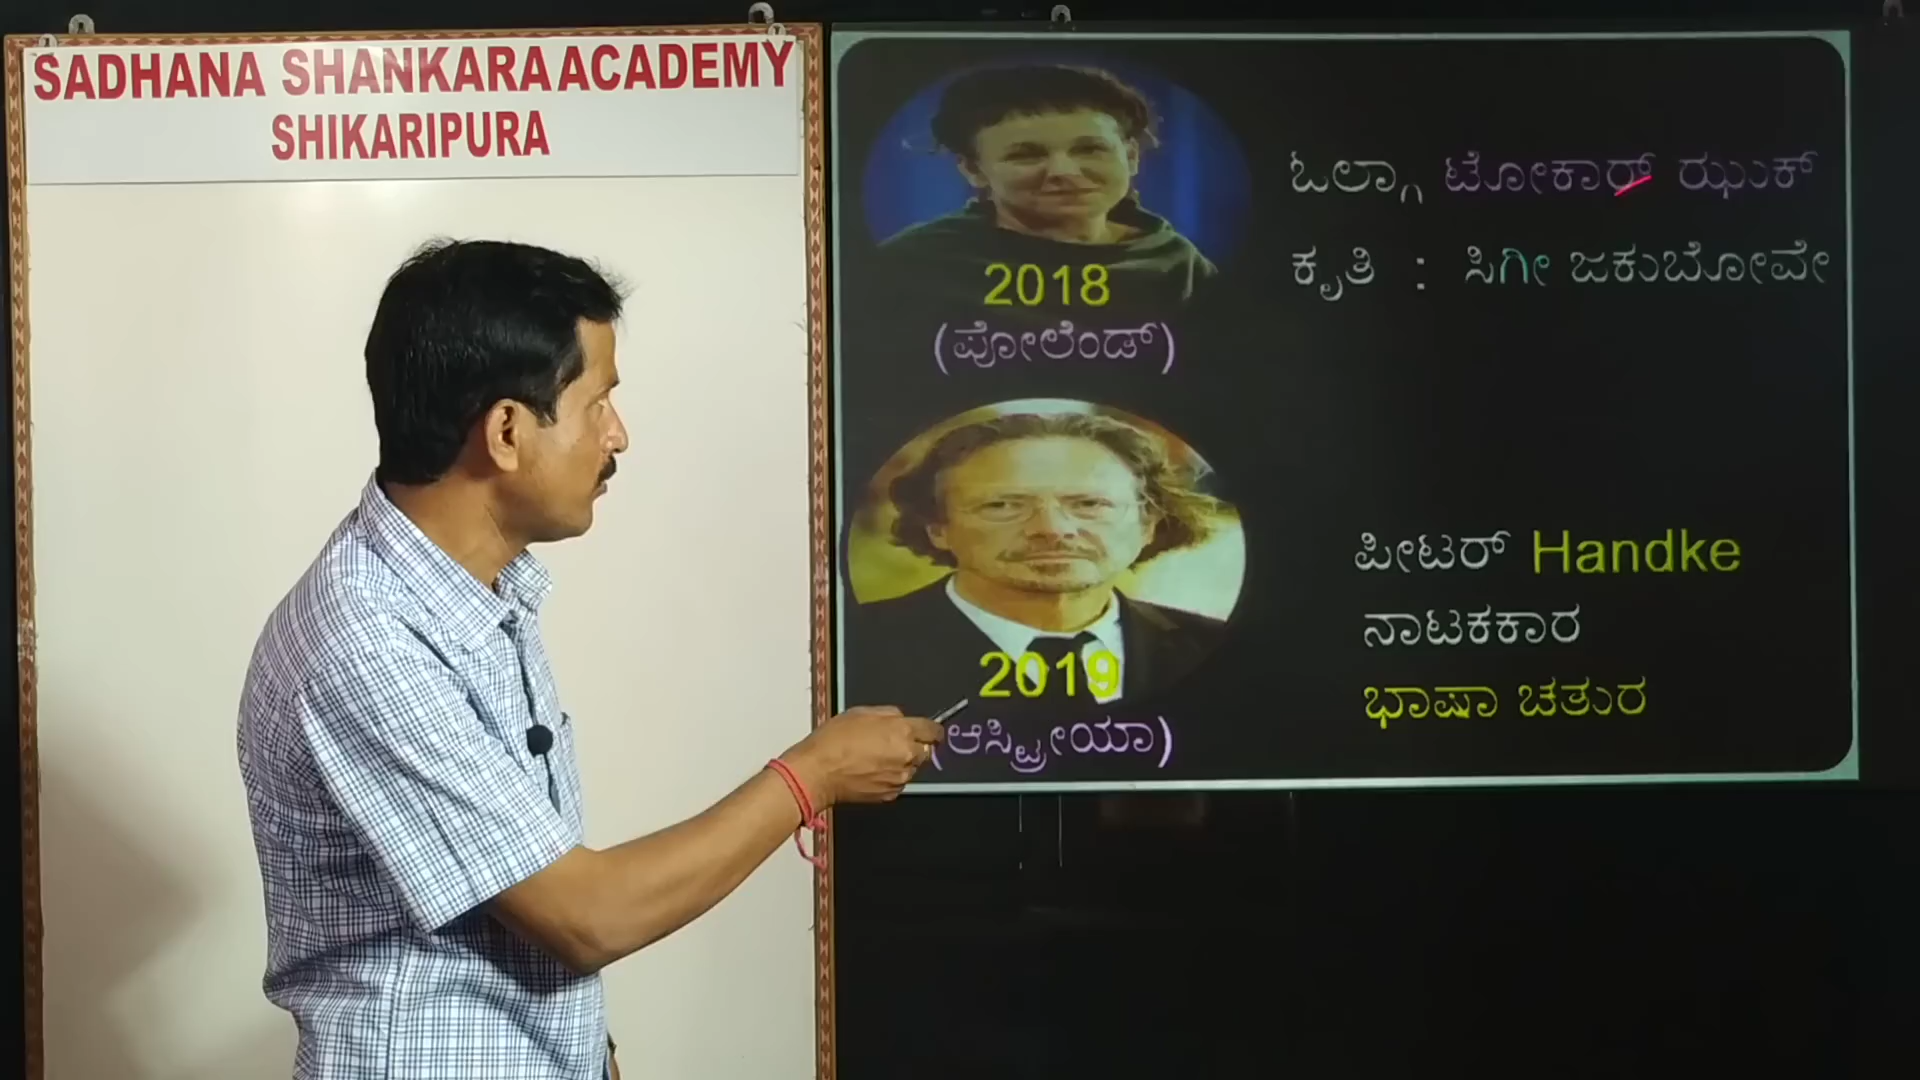 SADHANA SHANKARA ACADEMY
SHIKARIPURA
ಓಲ್ಗಾ ಟೋಕಾರ್ ಝುಕ್
ಕೃತಿ : ಸಿಗೀ ಜಕುಬೋವೇ
2018
(ಪೋಲೆಂಡ್)
ಪೀಟರ್ Handke
ನಾಟಕಕಾರ
ಭಾಷಾ ಚತುರ
2019
(ಆಸ್ಟ್ರೀಯಾ)